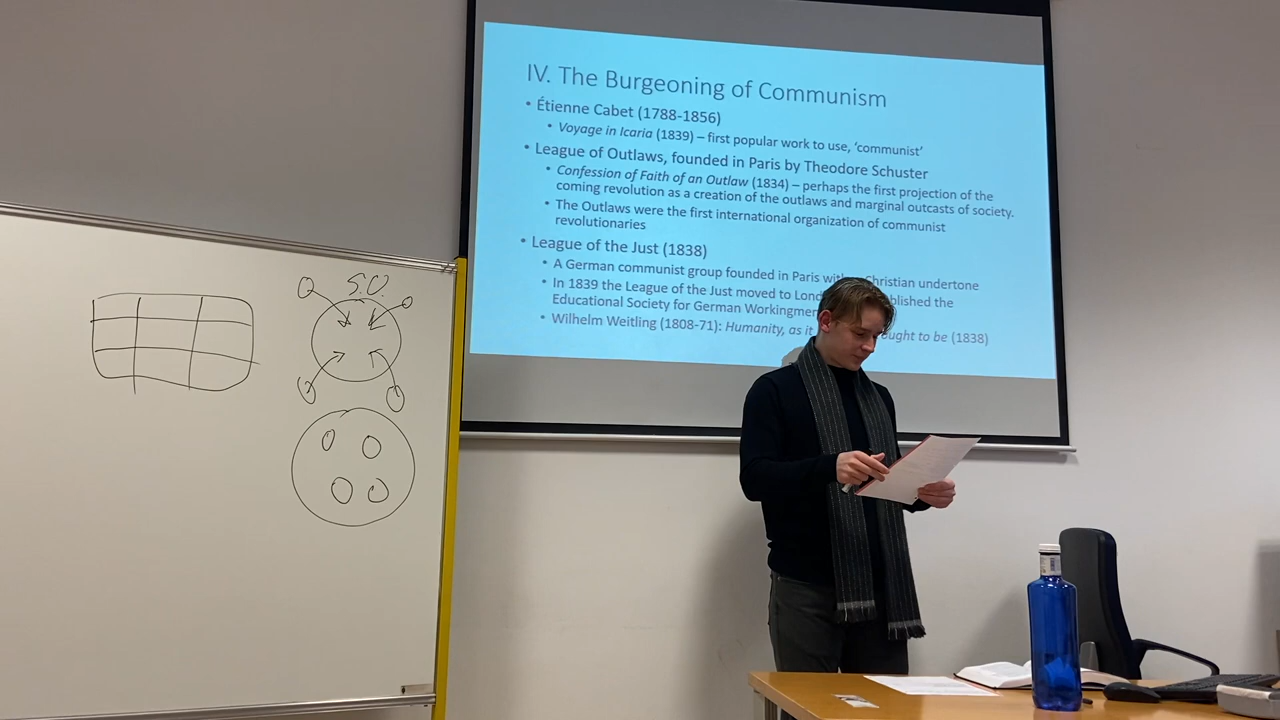 S.O.
IV. The Burgeoning of Communism
• Étienne Cabet (1788-1856)
• Voyage in Icaria (1839) – first popular work to use, ‘communist’
• League of Outlaws, founded in Paris by Theodore Schuster
• Confession of Faith of an Outlaw (1834) – perhaps the first projection of the
coming revolution as a creation of the outlaws and marginal outcasts of society.
• The Outlaws were the first international organization of communist
revolutionaries
• League of the Just (1838)
• A German communist group founded in Paris with Christian undertone
• In 1839 the League of the Just moved to the
Educational Society for German
• Wilhelm Weitling (1808-71): Humanity, as it ought to be (1838)